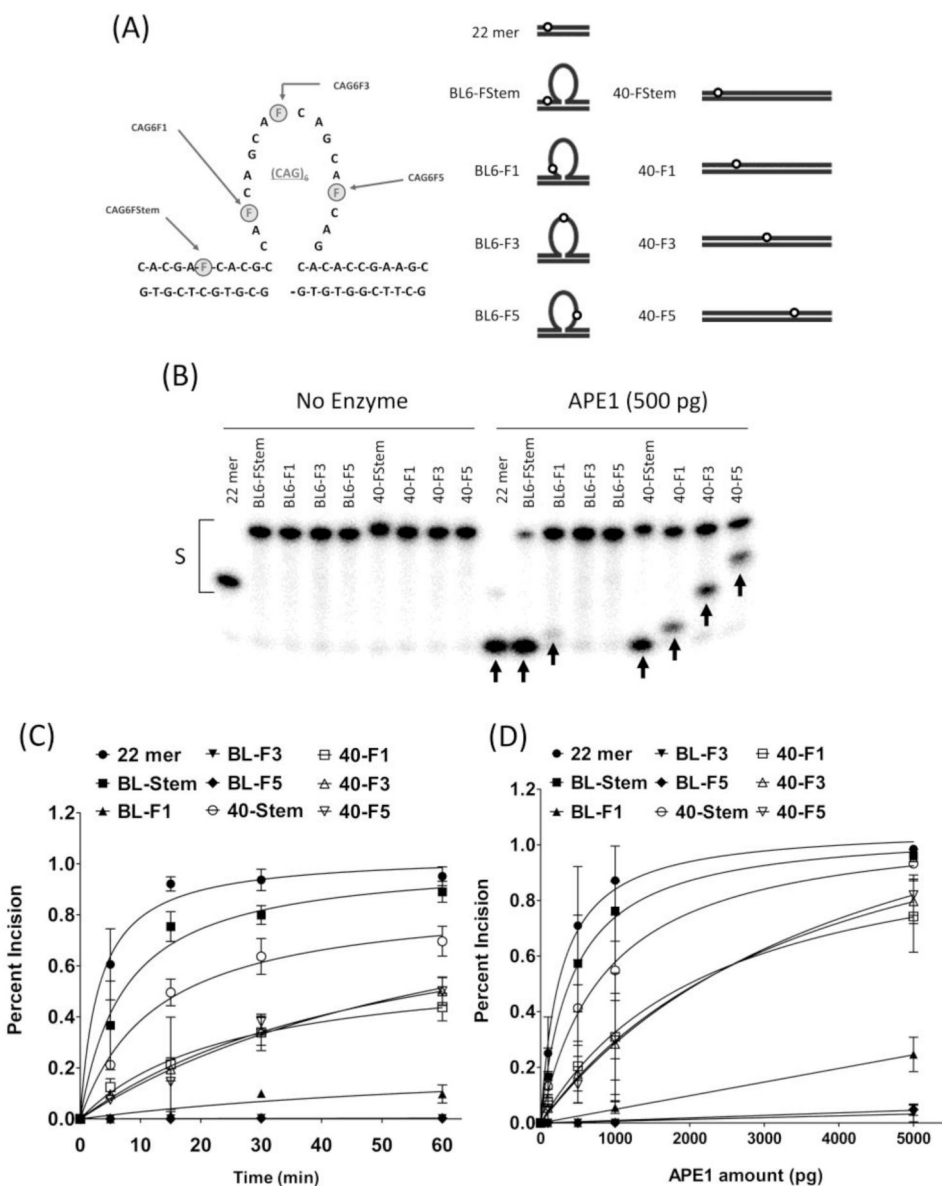 (A)
CAG6F3
CAG6F1
CAG6F5
CAG6FStem
(CAG)6
A F C
C A
G G
A C
C A
F F
C C
A A
C G
C-A-C-G-A-F-C-A-C-G-C C-A-C-A-C-C-G-A-A-G-C
G-T-G-C-T-C-G-T-G-C-G -G-T-G-T-G-G-C-T-T-C-G
22 mer
BL6-FStem 40-FStem
BL6-F1 40-F1
BL6-F3 40-F3
BL6-F5 40-F5
(B)
No Enzyme APE1 (500 pg)
22 mer BL6-FStem BL6-F1 BL6-F3 BL6-F5 40-FStem 40-F1 40-F3 40-F5 22 mer BL6-FStem BL6-F1 BL6-F3 BL6-F5 40-FStem 40-F1 40-F3 40-F5
S
(C)
22 mer BL-F3 40-F1
BL-Stem BL-F5 40-F3
BL-F1 40-Stem 40-F5
Percent Incision
1.2
1.0
0.8
0.6
0.4
0.2
0.0
0 10 20 30 40 50 60
Time (min)
(D)
22 mer BL-F3 40-F1
BL-Stem BL-F5 40-F3
BL-F1 40-Stem 40-F5
Percent Incision
1.2
1.0
0.8
0.6
0.4
0.2
0.0
0 1000 2000 3000 4000 5000
APE1 amount (pg)